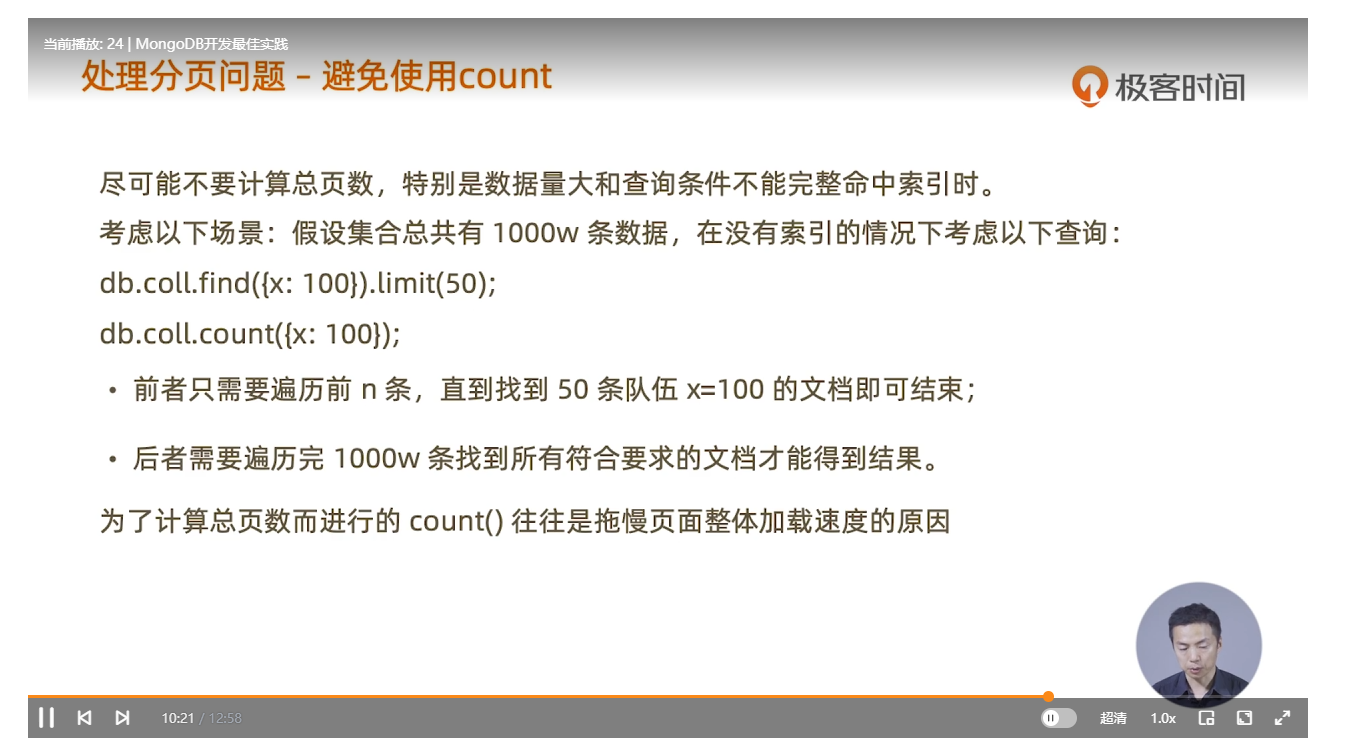 当前播放: 24 | MongoDB开发最佳实践
处理分页问题 – 避免使用count
极客时间
尽可能不要计算总页数，特别是数据量大和查询条件不能完整命中索引时。
考虑以下场景：假设集合总共有 1000w 条数据，在没有索引的情况下考虑以下查询：
db.coll.find({x: 100}).limit(50);
db.coll.count({x: 100});
• 前者只需要遍历前 n 条，直到找到 50 条队伍 x=100 的文档即可结束；
• 后者需要遍历完 1000w 条找到所有符合要求的文档才能得到结果。
为了计算总页数而进行的 count() 往往是拖慢页面整体加载速度的原因
10:21 / 12:58 超清 1.0x